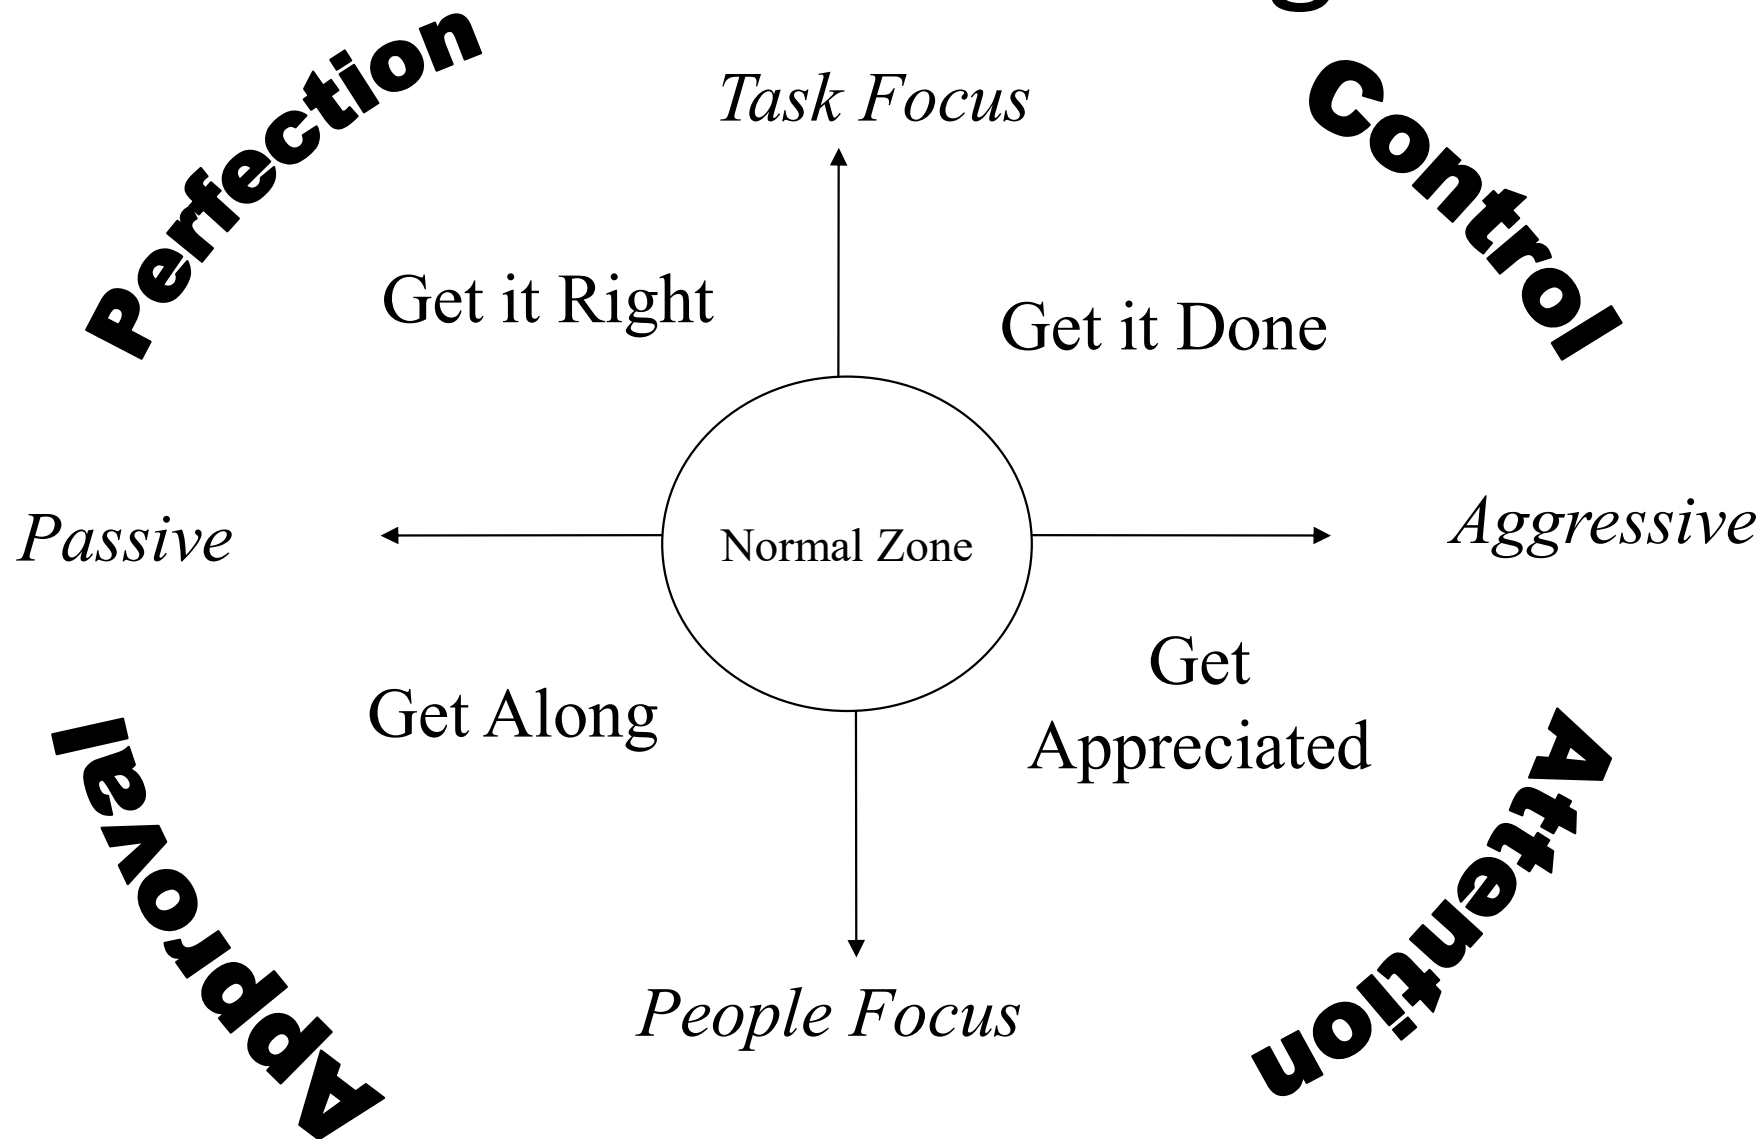 Perfection
Task Focus
Control
Get it Right
Get it Done
Passive
Normal Zone
Aggressive
Get Along
Get
Appreciated
Approval
Attention
People Focus